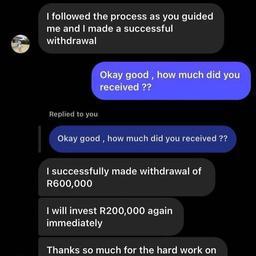 I followed the process as you guided
me and I made a successful
withdrawal
Okay good , how much did you
received ??
Replied to you
Okay good , how much did you received ??
I successfully made withdrawal of
R600,000
I will invest R200,000 again
immediately
Thanks so much for the hard work on